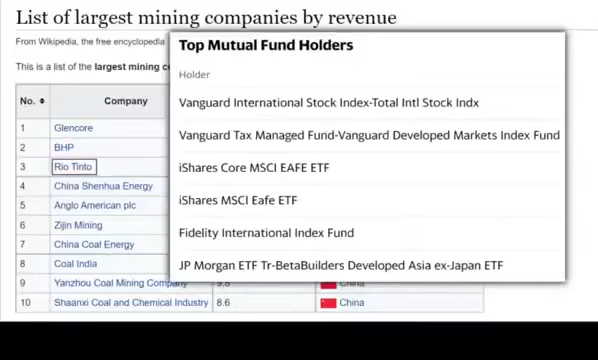 List of largest mining companies by revenue
From Wikipedia, the free encyclopedia
This is a list of the largest mining
No. Company
1 Glencore
2 BHP
3 Rio Tinto
4 China Shenhua Energy
5 Anglo American plc
6 Zijin Mining
7 China Coal Energy
8 Coal India
9 Yanzhou Coal Mining Company 9.5 China
10 Shaanxi Coal and Chemical Industry 8.6 China
Top Mutual Fund Holders
Holder
Vanguard International Stock Index-Total Intl Stock Indx
Vanguard Tax Managed Fund-Vanguard Developed Markets Index Fund
iShares Core MSCI EAFE ETF
iShares MSCI Eafe ETF
Fidelity International Index Fund
JP Morgan ETF Tr-BetaBuilders Developed Asia ex-Japan ETF